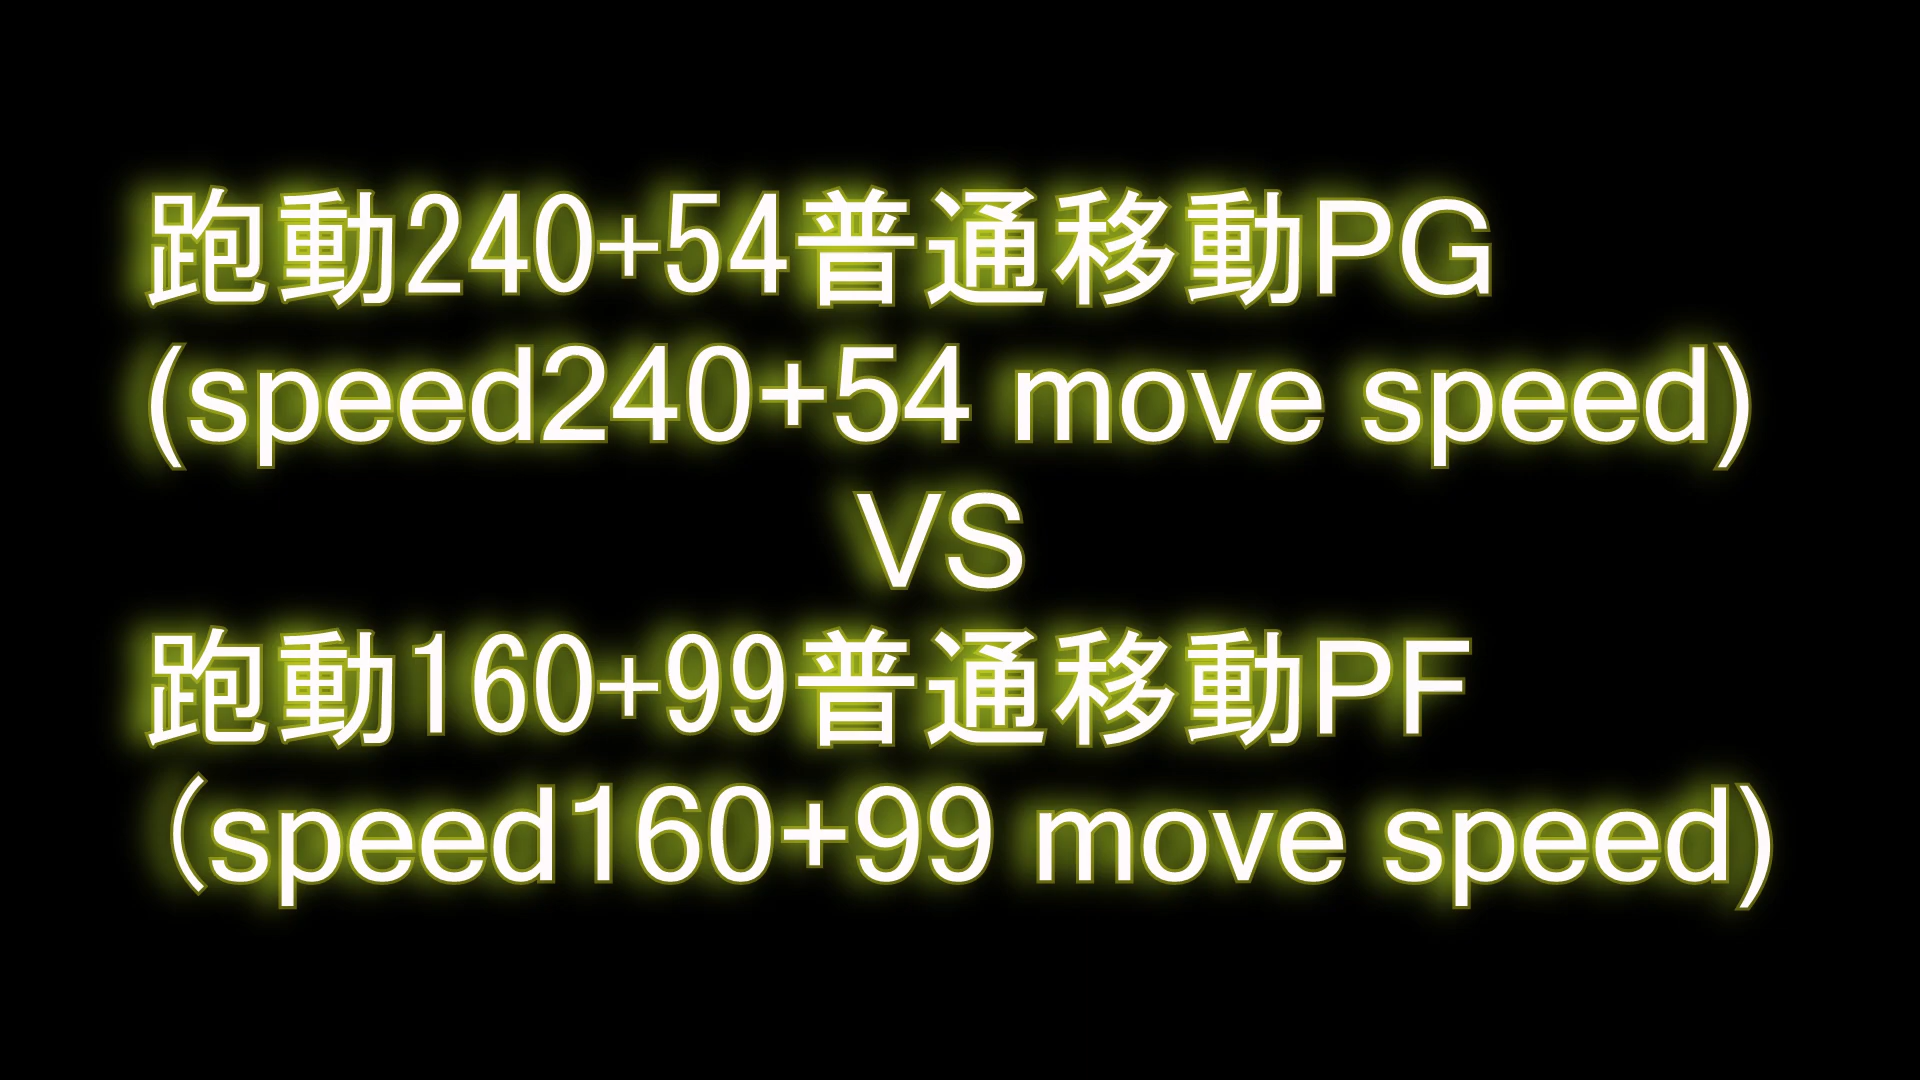 跑動240+54普通移動PG
(speed240+54 move speed)
VS
跑動160+99普通移動PF
（speed160+99 move speed)